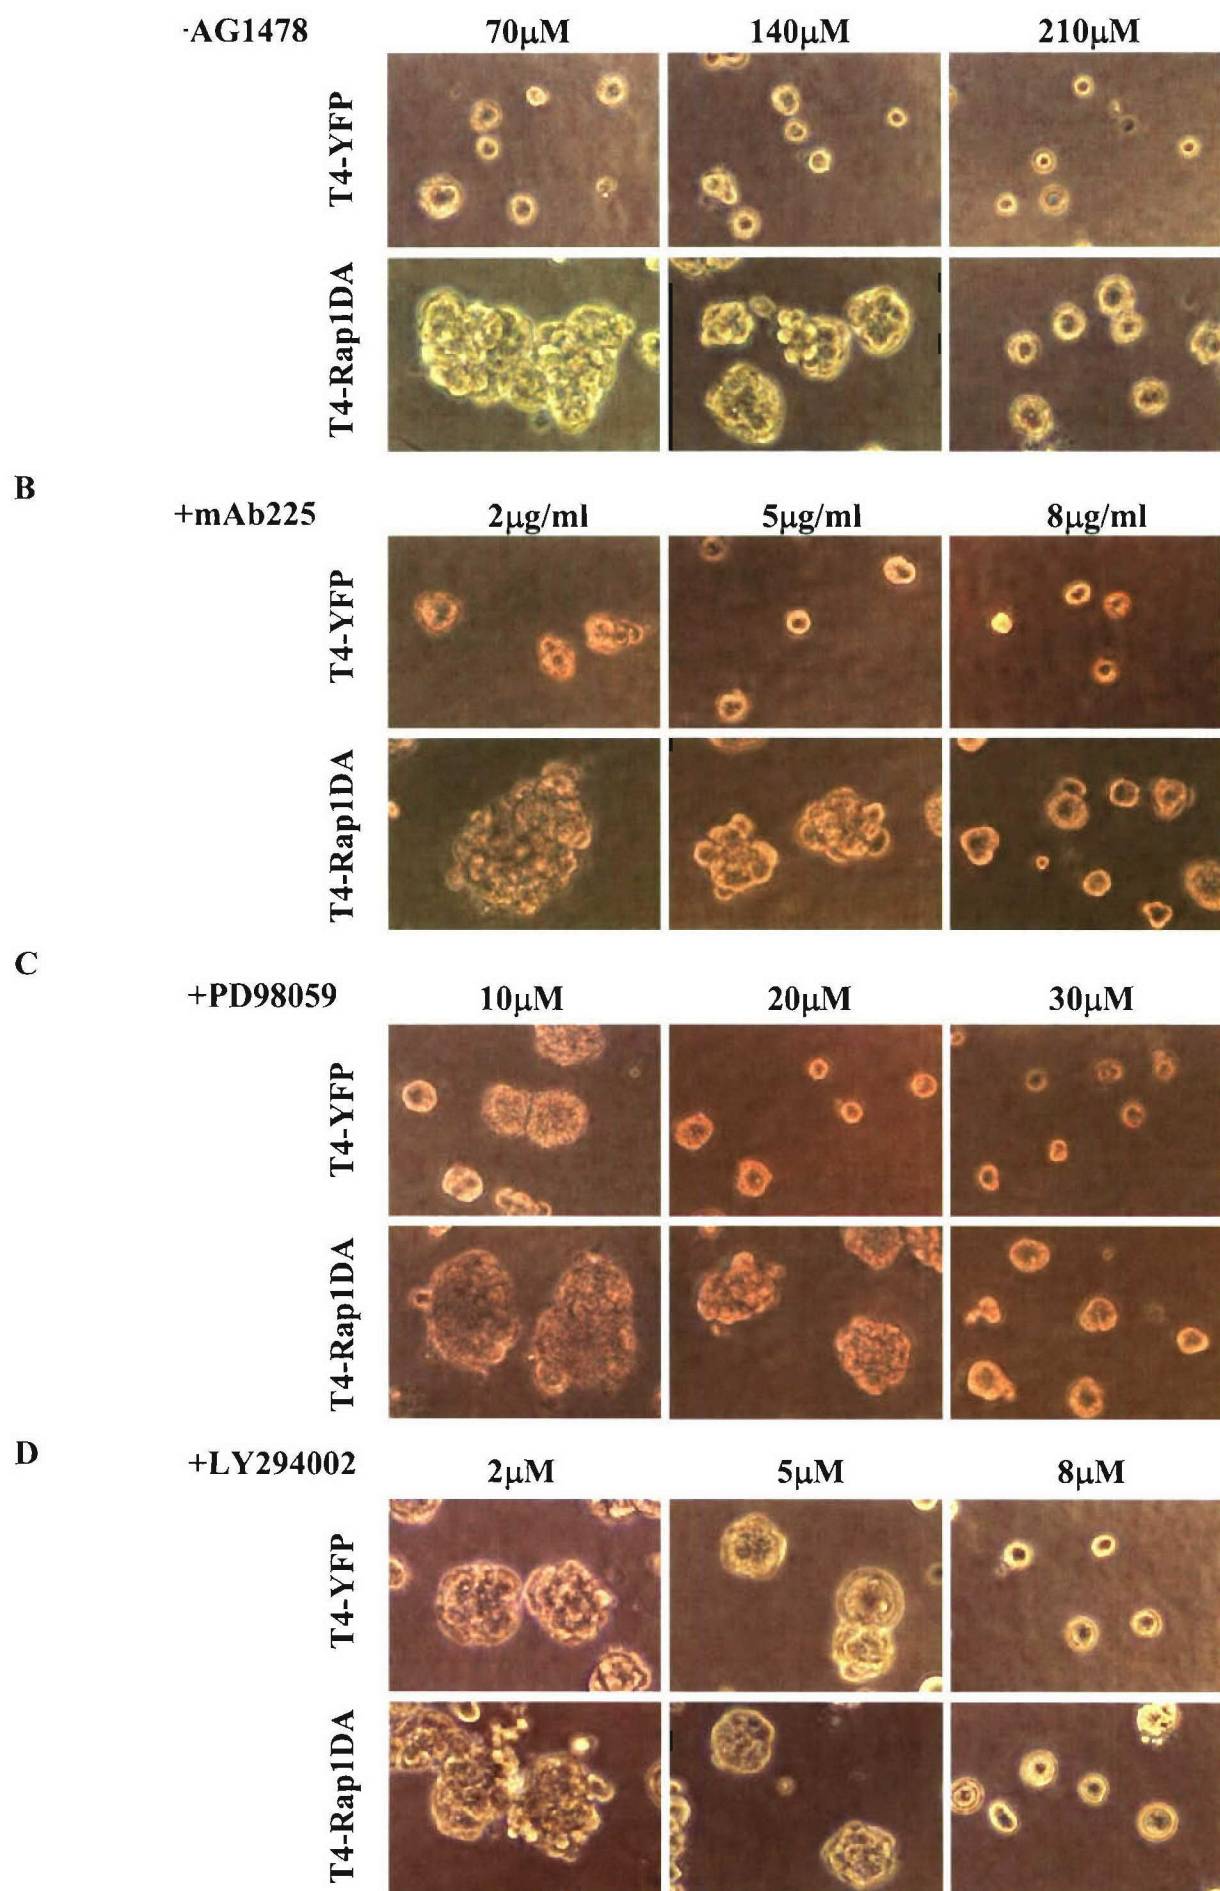 -AG1478 70μM 140μM 210μM
T4-YFP
T4-Rap1DA
B
+mAb225 2μg/ml 5μg/ml 8μg/ml
T4-YFP
T4-Rap1DA
C
+PD98059 10μM 20μM 30μM
T4-YFP
T4-Rap1DA
D
+LY294002 2μM 5μM 8μM
T4-YFP
T4-Rap1DA